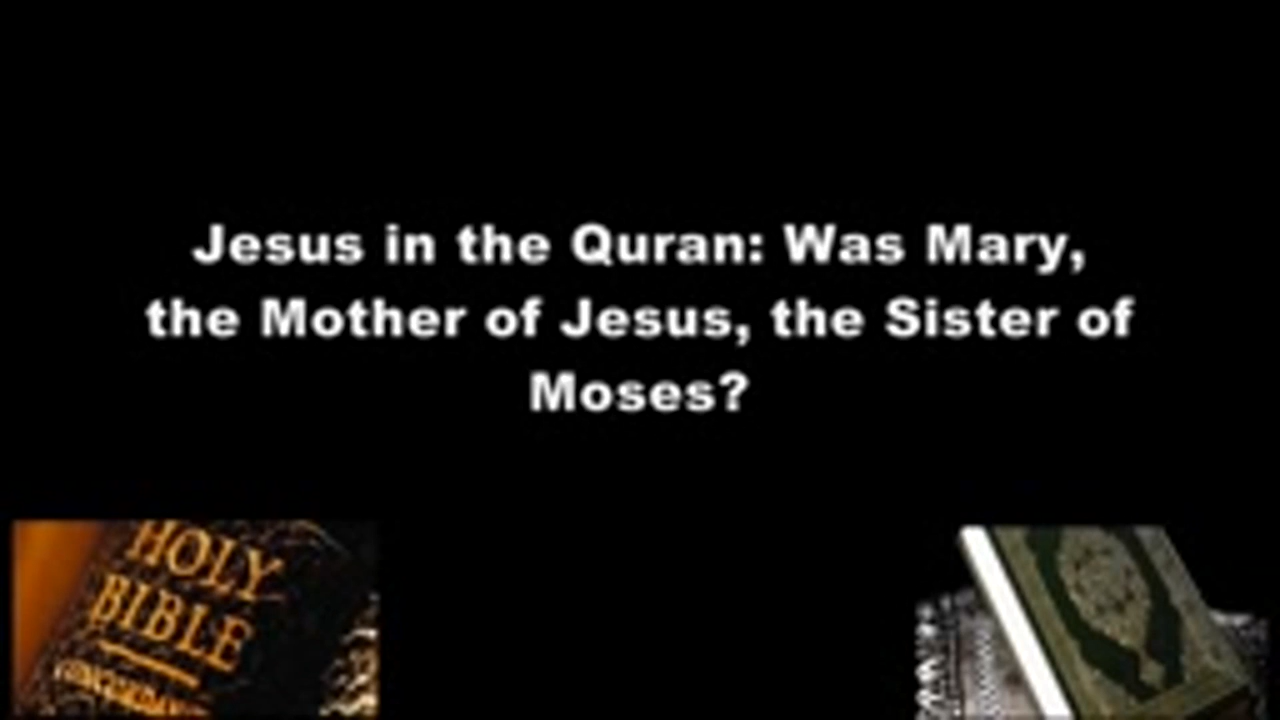 Jesus in the Quran: Was Mary,
the Mother of Jesus, the Sister of
Moses?
HOLY
BIBLE